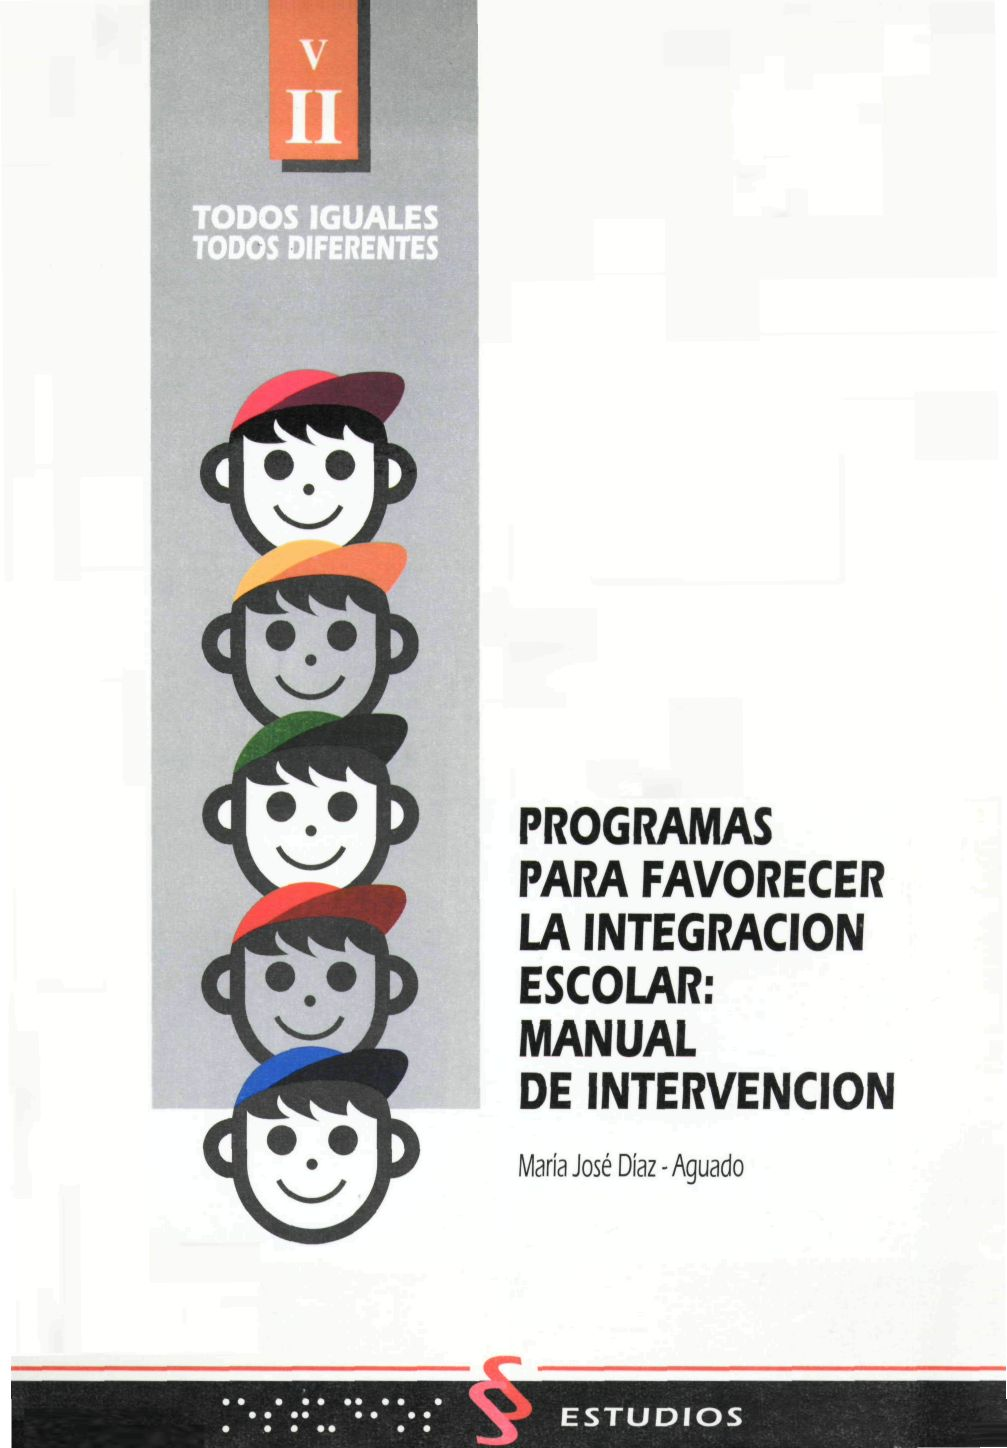 V
II
TODOS IGUALES
TODOS DIFERENTES
PROGRAMAS
PARA FAVORECER
LA INTEGRACION
ESCOLAR:
MANUAL
DE INTERVENCION
María José Díaz - Aguado
§ ESTUDIOS